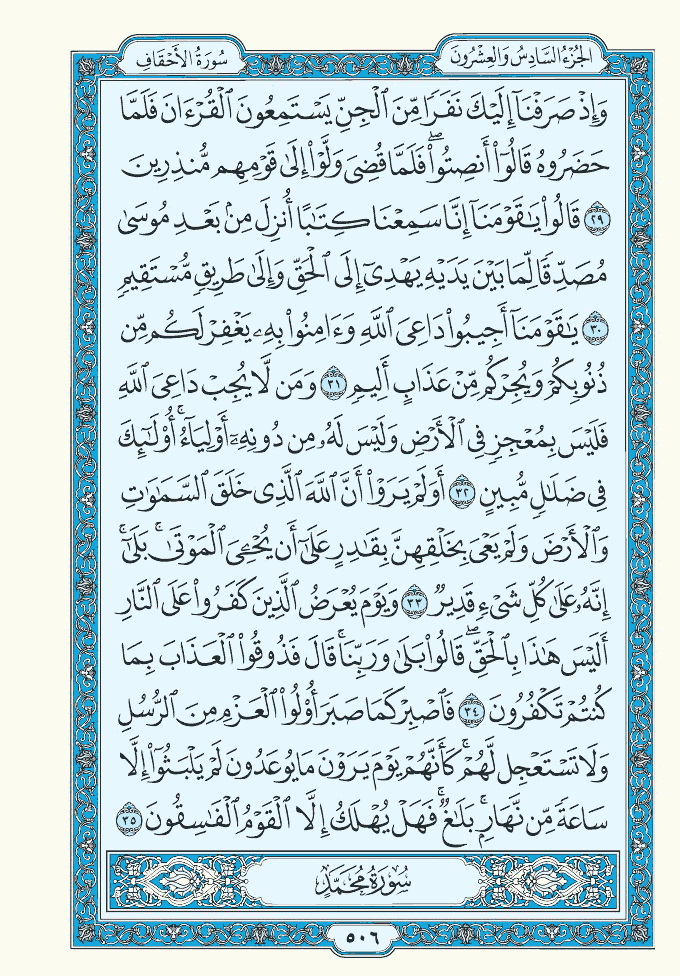 الجُزْءُ السَّادِسُ وَالعِشْرُونَ
سُورَةُ الأَحْقَافِ
وَإِذْ صَرَفْنَآ إِلَيْكَ نَفَرًا مِّنَ ٱلْجِنِّ يَسْتَمِعُونَ ٱلْقُرْءَانَ فَلَمَّا
حَضَرُوهُ قَالُوٓا۟ أَنصِتُوا۟ ۖ فَلَمَّا قُضِىَ وَلَّوْا۟ إِلَىٰ قَوْمِهِم مُّنذِرِينَ
٢٩ قَالُوا۟ يَٰقَوْمَنَآ إِنَّا سَمِعْنَا كِتَٰبًا أُنزِلَ مِنۢ بَعْدِ مُوسَىٰ
مُصَدِّقًا لِّمَا بَيْنَ يَدَيْهِ يَهْدِىٓ إِلَى ٱلْحَقِّ وَإِلَىٰ طَرِيقٍ مُّسْتَقِيمٍ
٣٠ يَٰقَوْمَنَآ أَجِيبُوا۟ دَاعِىَ ٱللَّهِ وَءَامِنُوا۟ بِهِۦ يَغْفِرْ لَكُم مِّن
ذُنُوبِكُمْ وَيُجِرْكُم مِّنْ عَذَابٍ أَلِيمٍ ٣١ وَمَن لَّا يُجِبْ دَاعِىَ ٱللَّهِ
فَلَيْسَ بِمُعْجِزٍ فِى ٱلْأَرْضِ وَلَيْسَ لَهُۥ مِن دُونِهِۦٓ أَوْلِيَآءُ ۚ أُو۟لَٰٓئِكَ
فِى ضَلَٰلٍ مُّبِينٍ ٣٢ أَوَلَمْ يَرَوْا۟ أَنَّ ٱللَّهَ ٱلَّذِى خَلَقَ ٱلسَّمَٰوَٰتِ
وَٱلْأَرْضَ وَلَمْ يَعْىَ بِخَلْقِهِنَّ بِقَٰدِرٍ عَلَىٰٓ أَن يُحْـِۧىَ ٱلْمَوْتَىٰ ۚ بَلَىٰٓ ۚ
إِنَّهُۥ عَلَىٰ كُلِّ شَىْءٍ قَدِيرٌ ٣٣ وَيَوْمَ يُعْرَضُ ٱلَّذِينَ كَفَرُوا۟ عَلَى ٱلنَّارِ
أَلَيْسَ هَٰذَا بِٱلْحَقِّ ۖ قَالُوا۟ بَلَىٰ وَرَبِّنَا ۚ قَالَ فَذُوقُوا۟ ٱلْعَذَابَ بِمَا
كُنتُمْ تَكْفُرُونَ ٣٤ فَٱصْبِرْ كَمَا صَبَرَ أُو۟لُوا۟ ٱلْعَزْمِ مِنَ ٱلرُّسُلِ
وَلَا تَسْتَعْجِل لَّهُمْ ۚ كَأَنَّهُمْ يَوْمَ يَرَوْنَ مَا يُوعَدُونَ لَمْ يَلْبَثُوٓا۟ إِلَّا
سَاعَةً مِّن نَّهَارٍۭ ۚ بَلَٰغٌ ۚ فَهَلْ يُهْلَكُ إِلَّا ٱلْقَوْمُ ٱلْفَٰسِقُونَ ٣٥
سُورَةُ مُحَمَّدٍ
٥٠٦